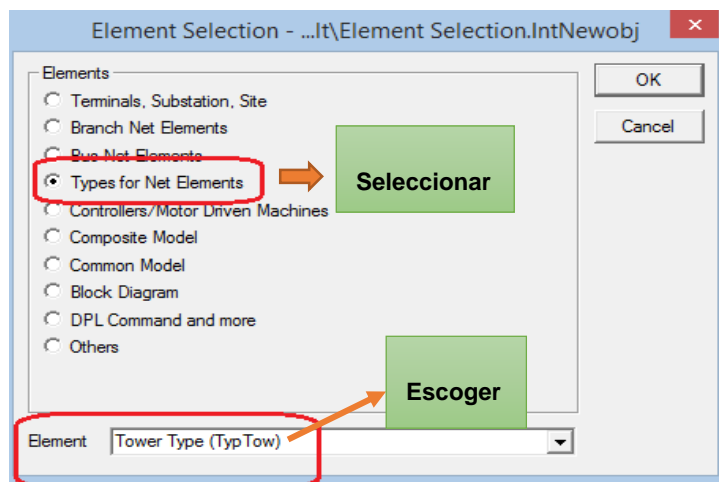 Element Selection - ...lt\Element Selection.IntNewobj
Elements
Terminals, Substation, Site
Branch Net Elements
Bus Net Elements
Types for Net Elements
Controllers/Motor Driven Machines
Composite Model
Common Model
Block Diagram
DPL Command and more
Others
OK
Cancel
Seleccionar
Escoger
Element Tower Type (TypTow)